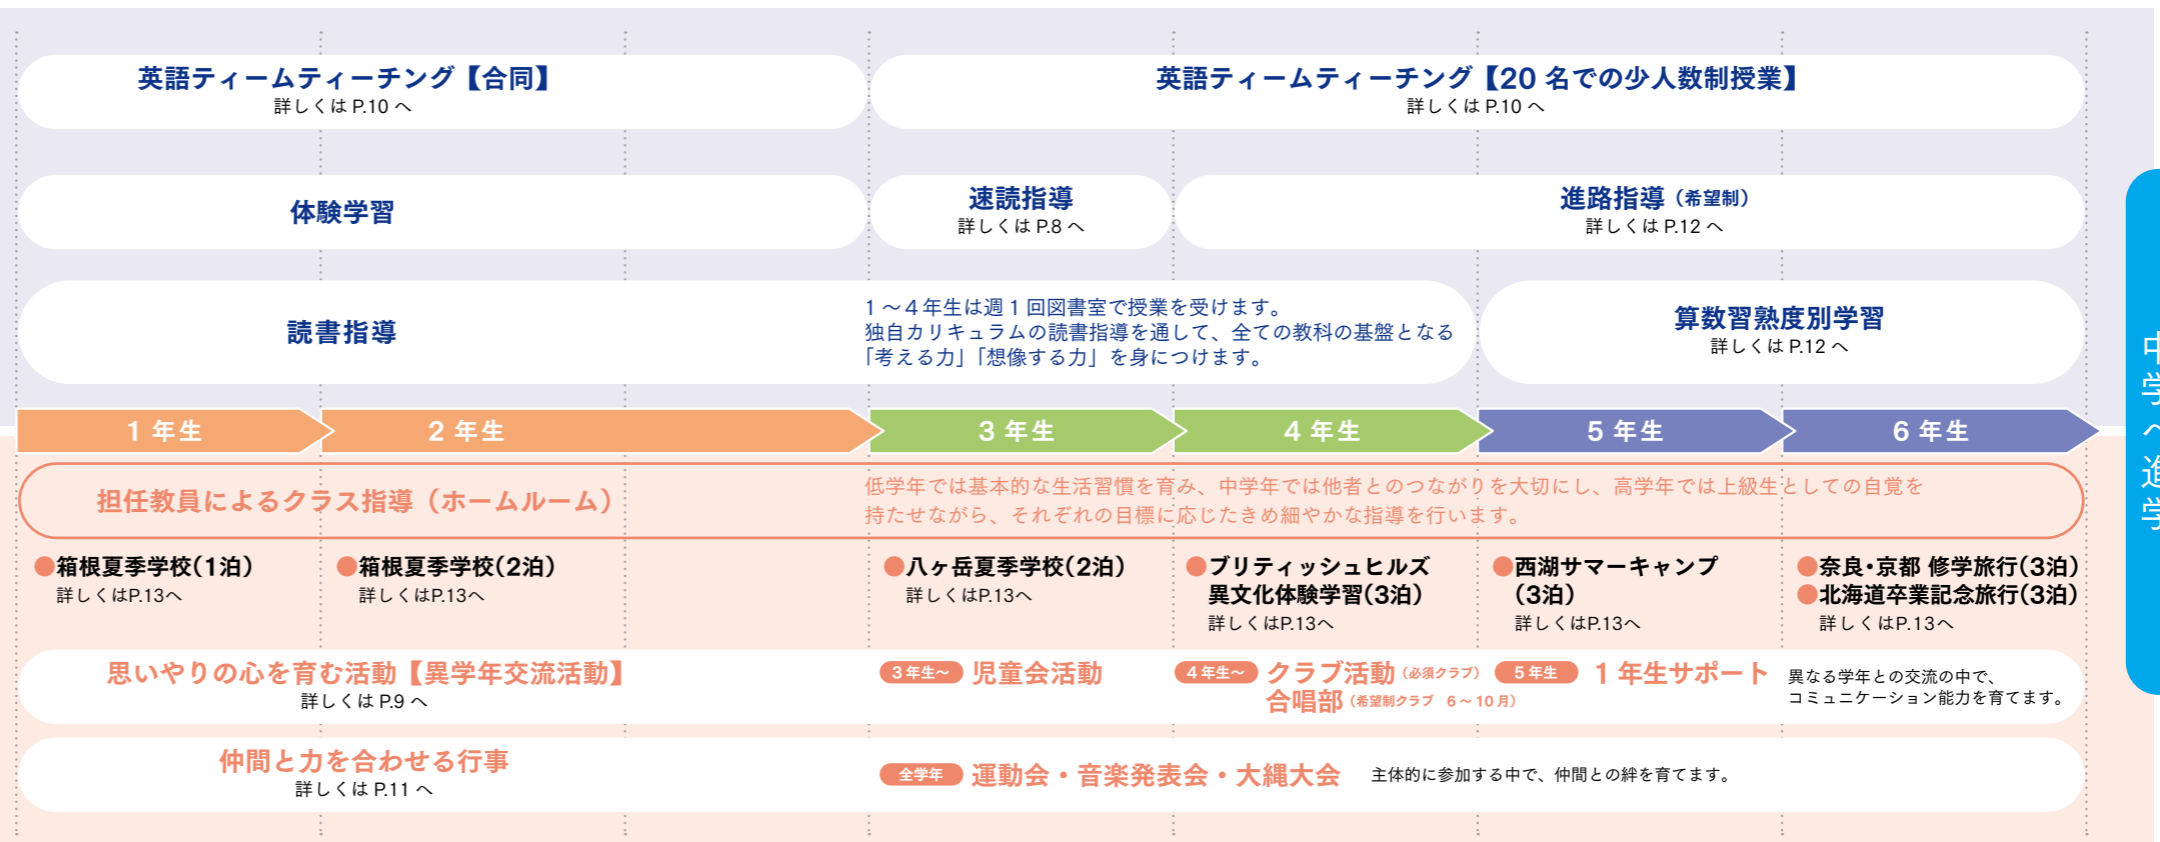 英語ティームティーチング【合同】
詳しくは P.10 へ
英語ティームティーチング【20 名での少人数制授業】
詳しくは P.10 へ
体験学習
速読指導
詳しくは P.8 へ
進路指導（希望制）
詳しくは P.12 へ
読書指導
1～4年生は週1回図書室で授業を受けます。
独自カリキュラムの読書指導を通して、全ての教科の基盤となる
「考える力」「想像する力」を身につけます。
算数習熟度別学習
詳しくは P.12 へ
1 年生
2 年生
3 年生
4 年生
5 年生
6 年生
担任教員によるクラス指導（ホームルーム）
低学年では基本的な生活習慣を育み、中学年では他者とのつながりを大切にし、高学年では上級生としての自覚を
持たせながら、それぞれの目標に応じたきめ細やかな指導を行います。
●箱根夏季学校(1泊)
詳しくはP.13へ
●箱根夏季学校(2泊)
詳しくはP.13へ
●八ヶ岳夏季学校(2泊)
詳しくはP.13へ
●ブリティッシュヒルズ
異文化体験学習(3泊)
詳しくはP.13へ
●西湖サマーキャンプ
(3泊)
詳しくはP.13へ
●奈良・京都 修学旅行(3泊)
●北海道卒業記念旅行(3泊)
詳しくはP.13へ
思いやりの心を育む活動【異学年交流活動】
詳しくは P.9 へ
3年生～ 児童会活動
4年生～ クラブ活動（必須クラブ）
合唱部（希望制クラブ 6～10月）
5年生 1 年生サポート
異なる学年との交流の中で、
コミュニケーション能力を育てます。
仲間と力を合わせる行事
詳しくは P.11 へ
全学年 運動会・音楽発表会・大縄大会
主体的に参加する中で、仲間との絆を育てます。
中学へ進学